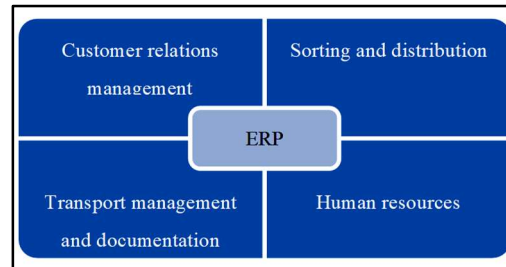 Customer relations
management
Sorting and distribution
ERP
Transport management
and documentation
Human resources